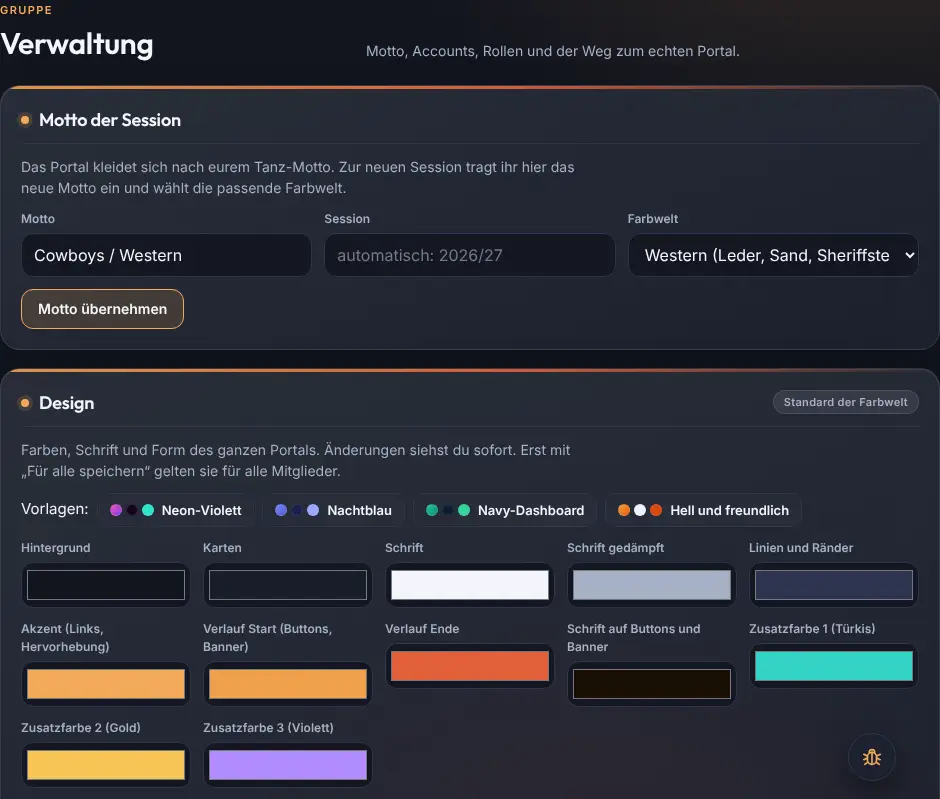 GRUPPE
Verwaltung
Motto, Accounts, Rollen und der Weg zum echten Portal.
Motto der Session
Das Portal kleidet sich nach eurem Tanz-Motto. Zur neuen Session tragt ihr hier das
neue Motto ein und wählt die passende Farbwelt.
Motto
Session
Farbwelt
Cowboys / Western
automatisch: 2026/27
Western (Leder, Sand, Sheriffste
Motto übernehmen
Design
Standard der Farbwelt
Farben, Schrift und Form des ganzen Portals. Änderungen siehst du sofort. Erst mit
„Für alle speichern“ gelten sie für alle Mitglieder.
Vorlagen:
Neon-Violett
Nachtblau
Navy-Dashboard
Hell und freundlich
Hintergrund
Karten
Schrift
Schrift gedämpft
Linien und Ränder
Akzent (Links,
Hervorhebung)
Verlauf Start (Buttons,
Banner)
Verlauf Ende
Schrift auf Buttons und
Banner
Zusatzfarbe 1 (Türkis)
Zusatzfarbe 2 (Gold)
Zusatzfarbe 3 (Violett)